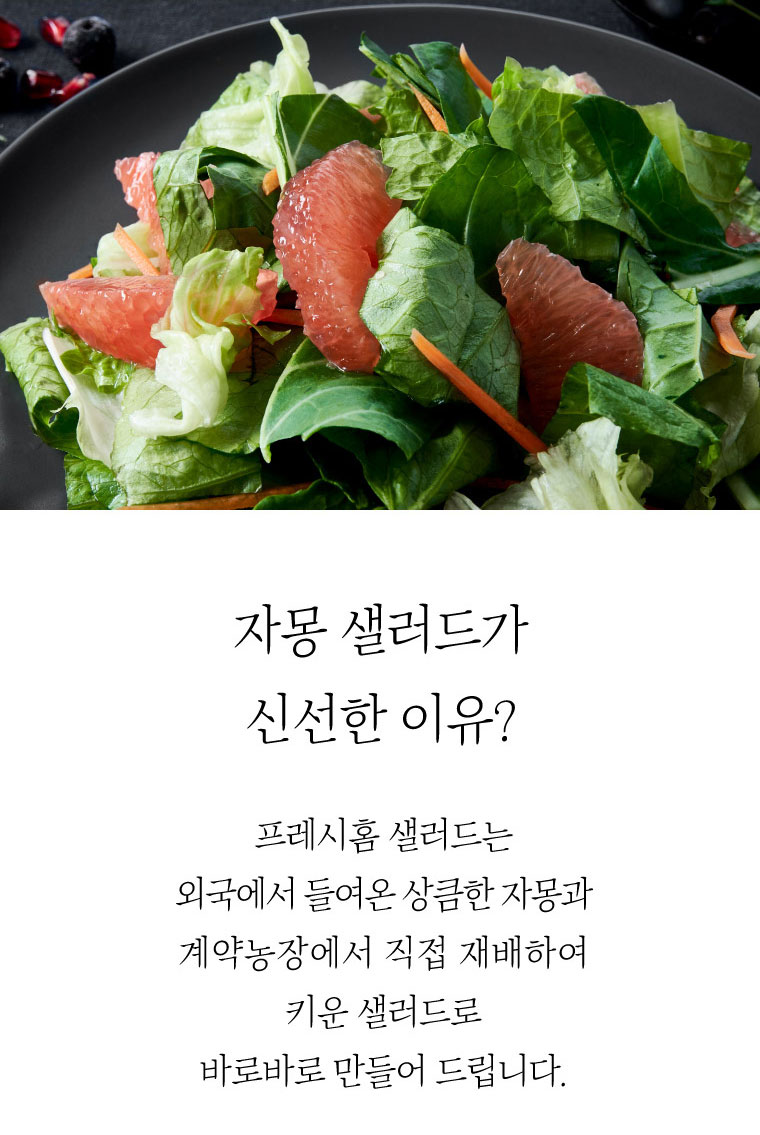 자몽 샐러드가
신선한 이유?
프레시홈 샐러드는
외국에서 들여온 상큼한 자몽과
계약농장에서 직접 재배하여
키운 샐러드로
바로바로 만들어 드립니다.